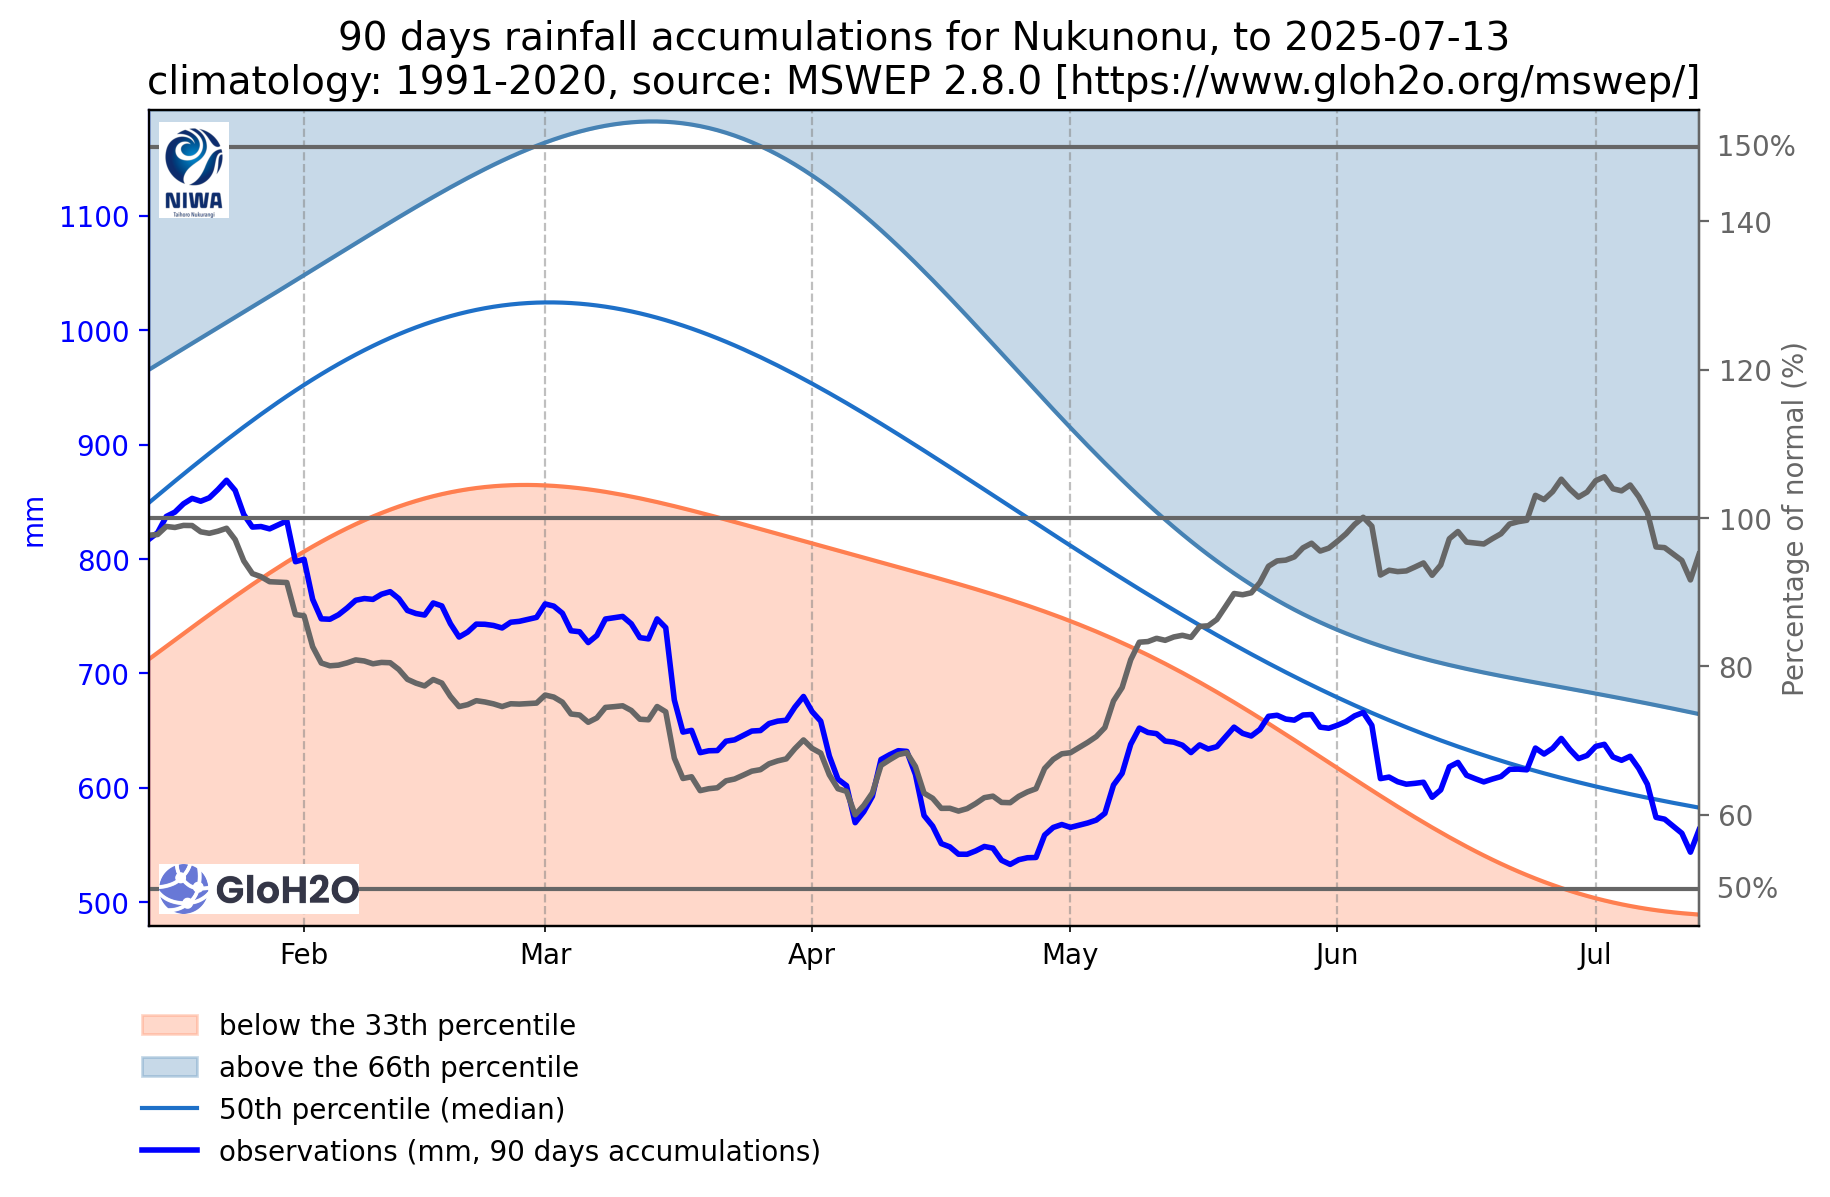 90 days rainfall accumulations for Nukunonu, to 2025-07-13
climatology: 1991-2020, source: MSWEP 2.8.0 [https://www.gloh2o.org/mswep/]
NIWA
Taihoro Nukurangi
1100
1000
900
800
700
600
500
mm
150%
140
120
100
80
60
50%
Percentage of normal (%)
GloH2O
Feb Mar Apr May Jun Jul
below the 33th percentile
above the 66th percentile
50th percentile (median)
observations (mm, 90 days accumulations)